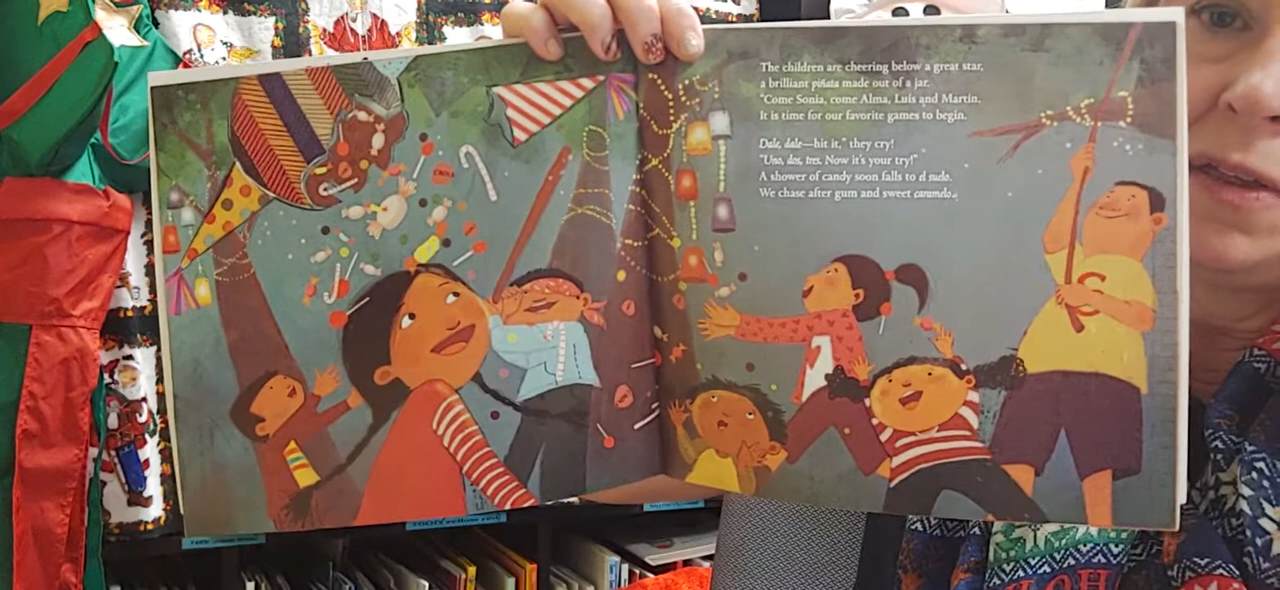 The children are cheering below a great star,
a brilliant piñata made out of a jar.
"Come Sonia, come Alma, Luis and Martín.
It is time for our favorite games to begin.
Dale, dale—hit it," they cry!
"Uno, dos, tres. Now it's your try!"
A shower of candy soon falls to el suelo.
We chase after gum and sweet caramelo.
C
HOH